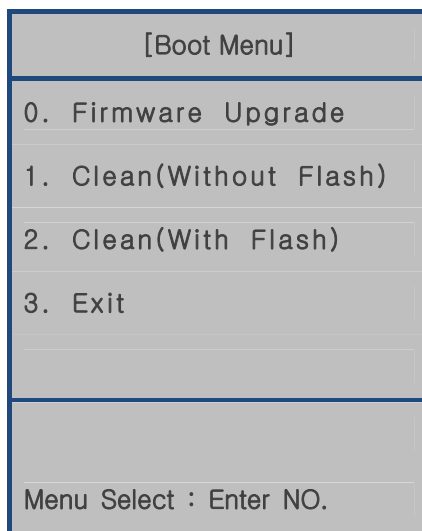 [Boot Menu]
0. Firmware Upgrade
1. Clean(Without Flash)
2. Clean(With Flash)
3. Exit
Menu Select : Enter NO.